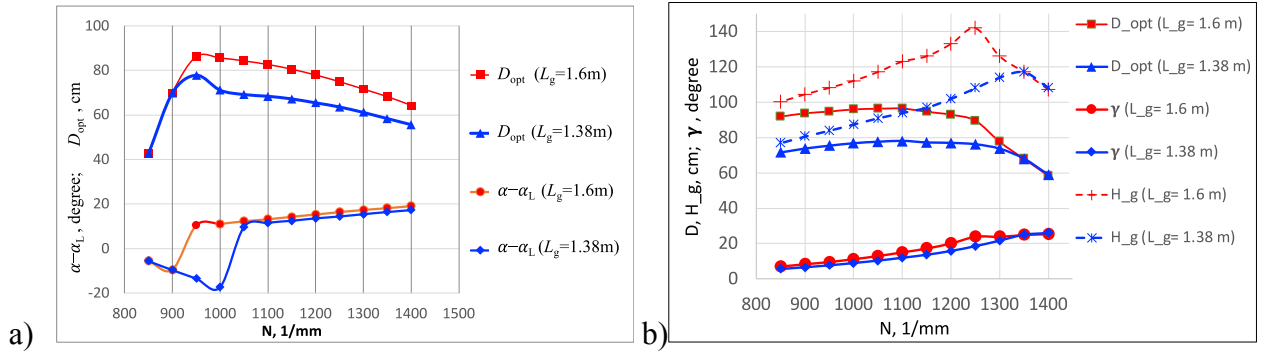 a)
D_opt , cm
α−α_L , degree;
100
80
60
40
20
0
-20
800 900 1000 1100 1200 1300 1400 1500
N, 1/mm
D_opt (L_g=1.6m)
D_opt (L_g=1.38m)
α−α_L (L_g=1.6m)
α−α_L (L_g=1.38m)
b)
D, H_g, cm; γ , degree
140
120
100
80
60
40
20
0
800 900 1000 1100 1200 1300 1400
N, 1/mm
D_opt (L_g= 1.6 m)
D_opt (L_g= 1.38 m)
γ (L_g= 1.6 m)
γ (L_g= 1.38 m)
H_g (L_g= 1.6 m)
H_g (L_g= 1.38 m)